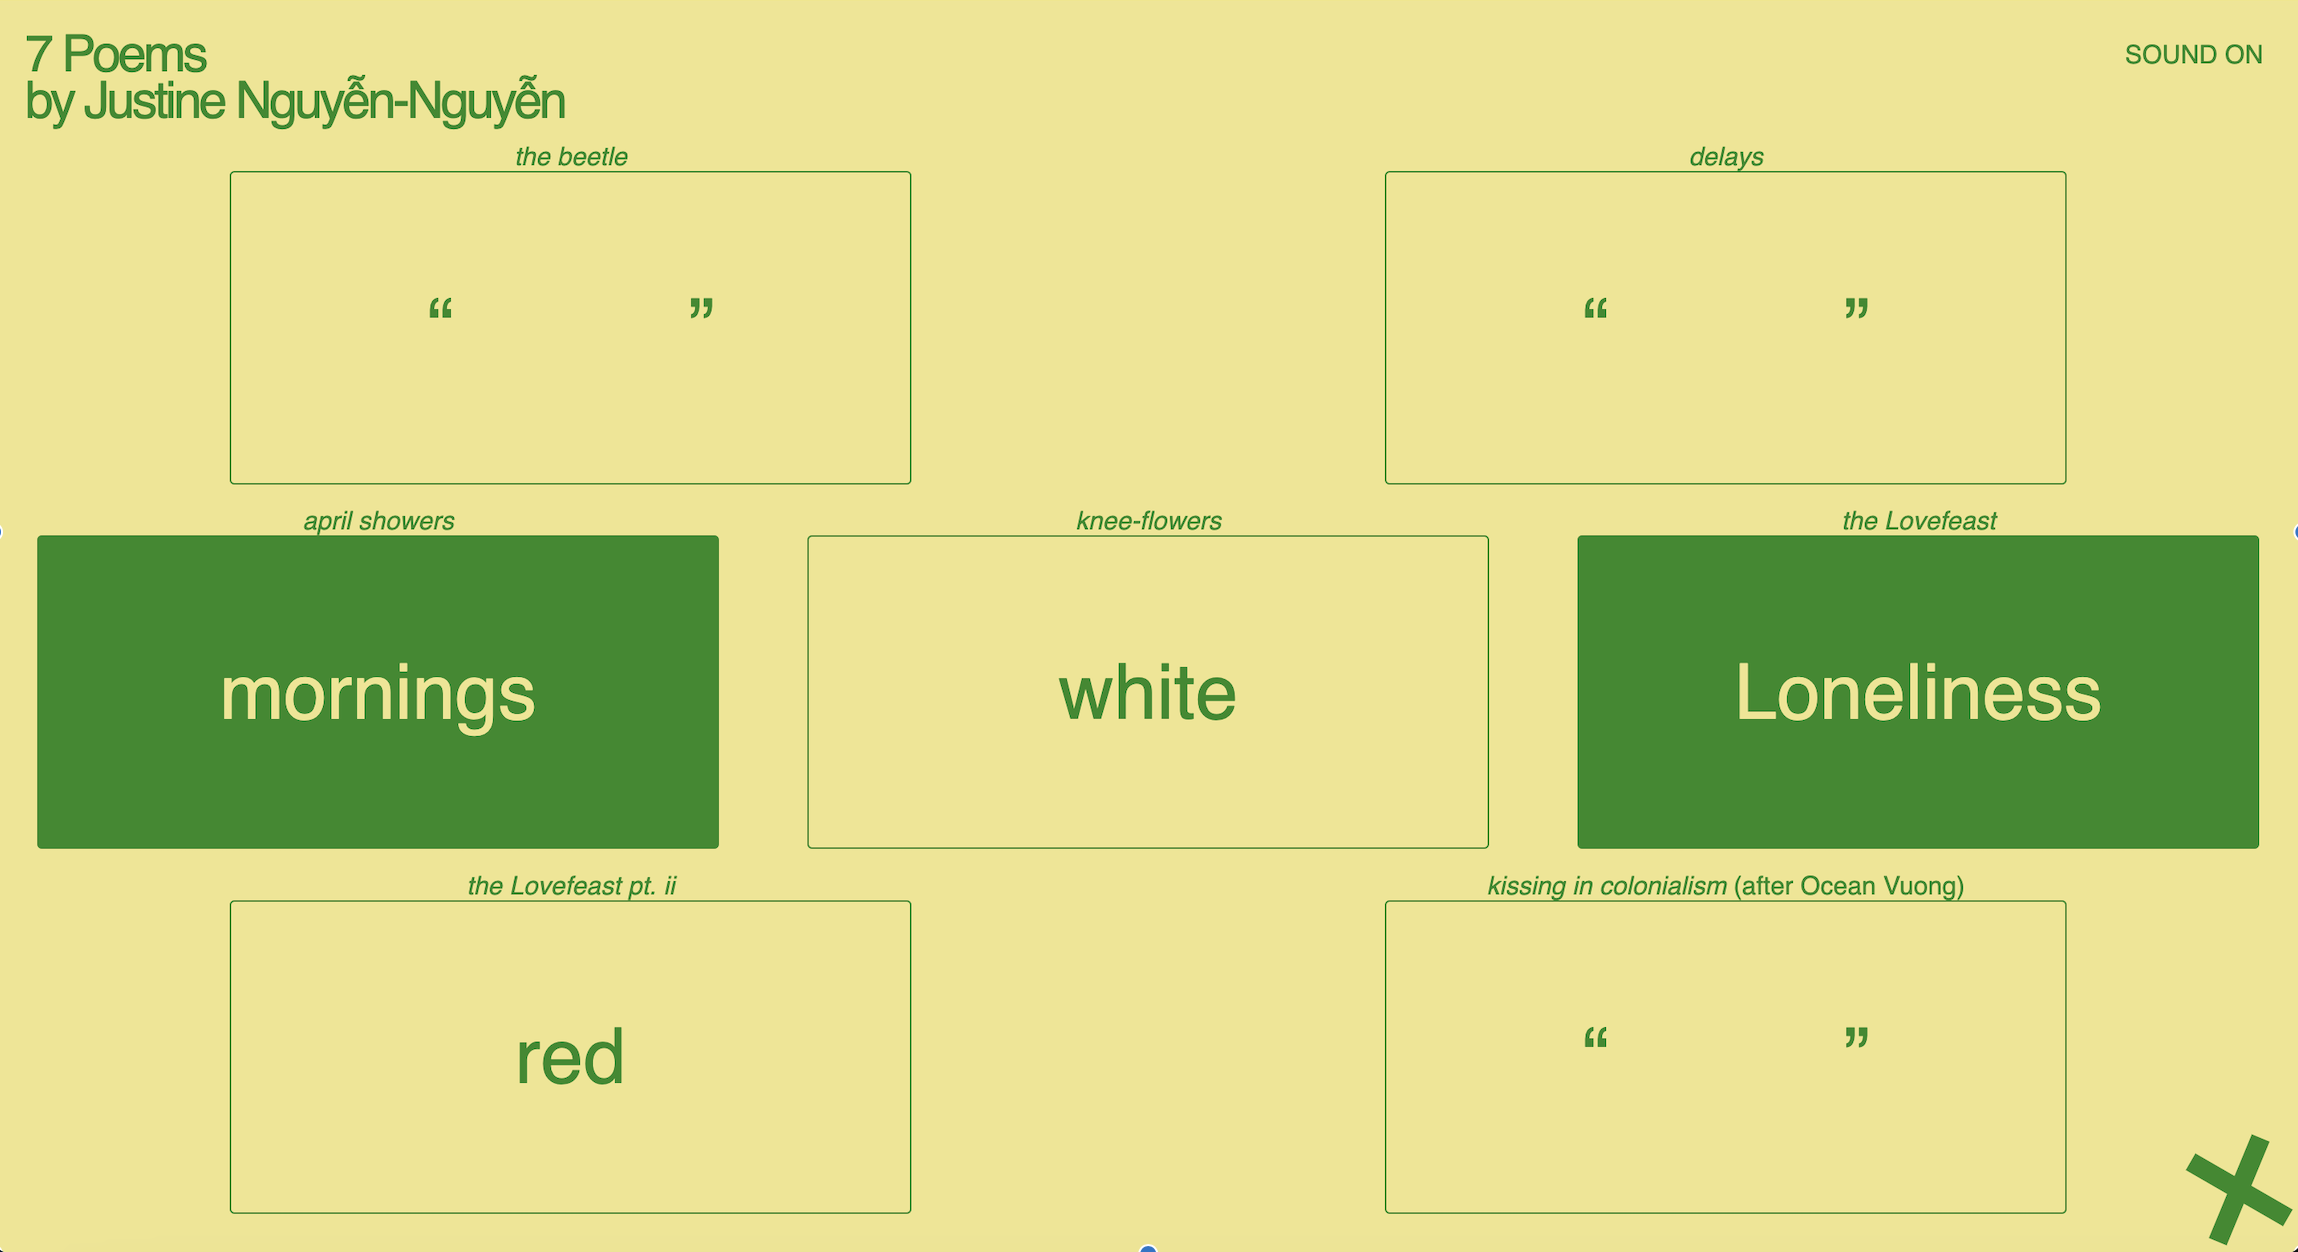 7 Poems
by Justine Nguyễn-Nguyễn
SOUND ON
the beetle
delays
“ ”
“ ”
april showers
knee-flowers
the Lovefeast
mornings
white
Loneliness
the Lovefeast pt. ii
kissing in colonialism (after Ocean Vuong)
red
“ ”